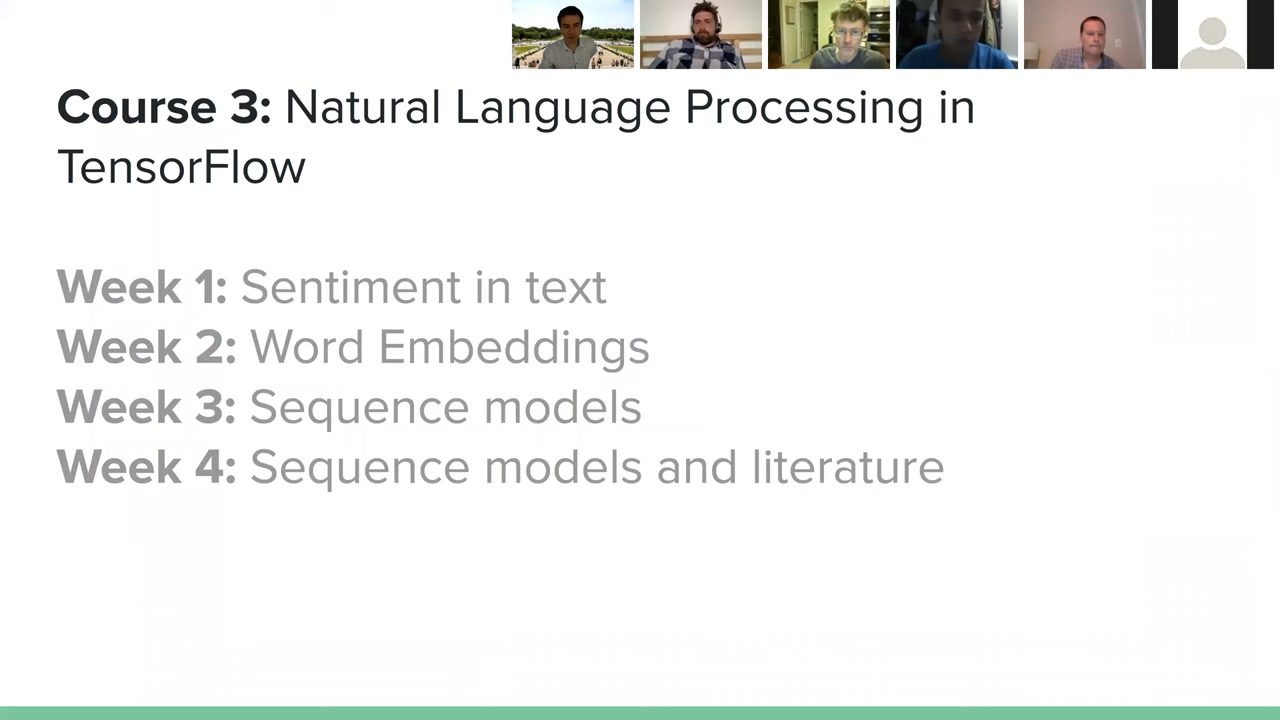 Course 3: Natural Language Processing in
TensorFlow
Week 1: Sentiment in text
Week 2: Word Embeddings
Week 3: Sequence models
Week 4: Sequence models and literature